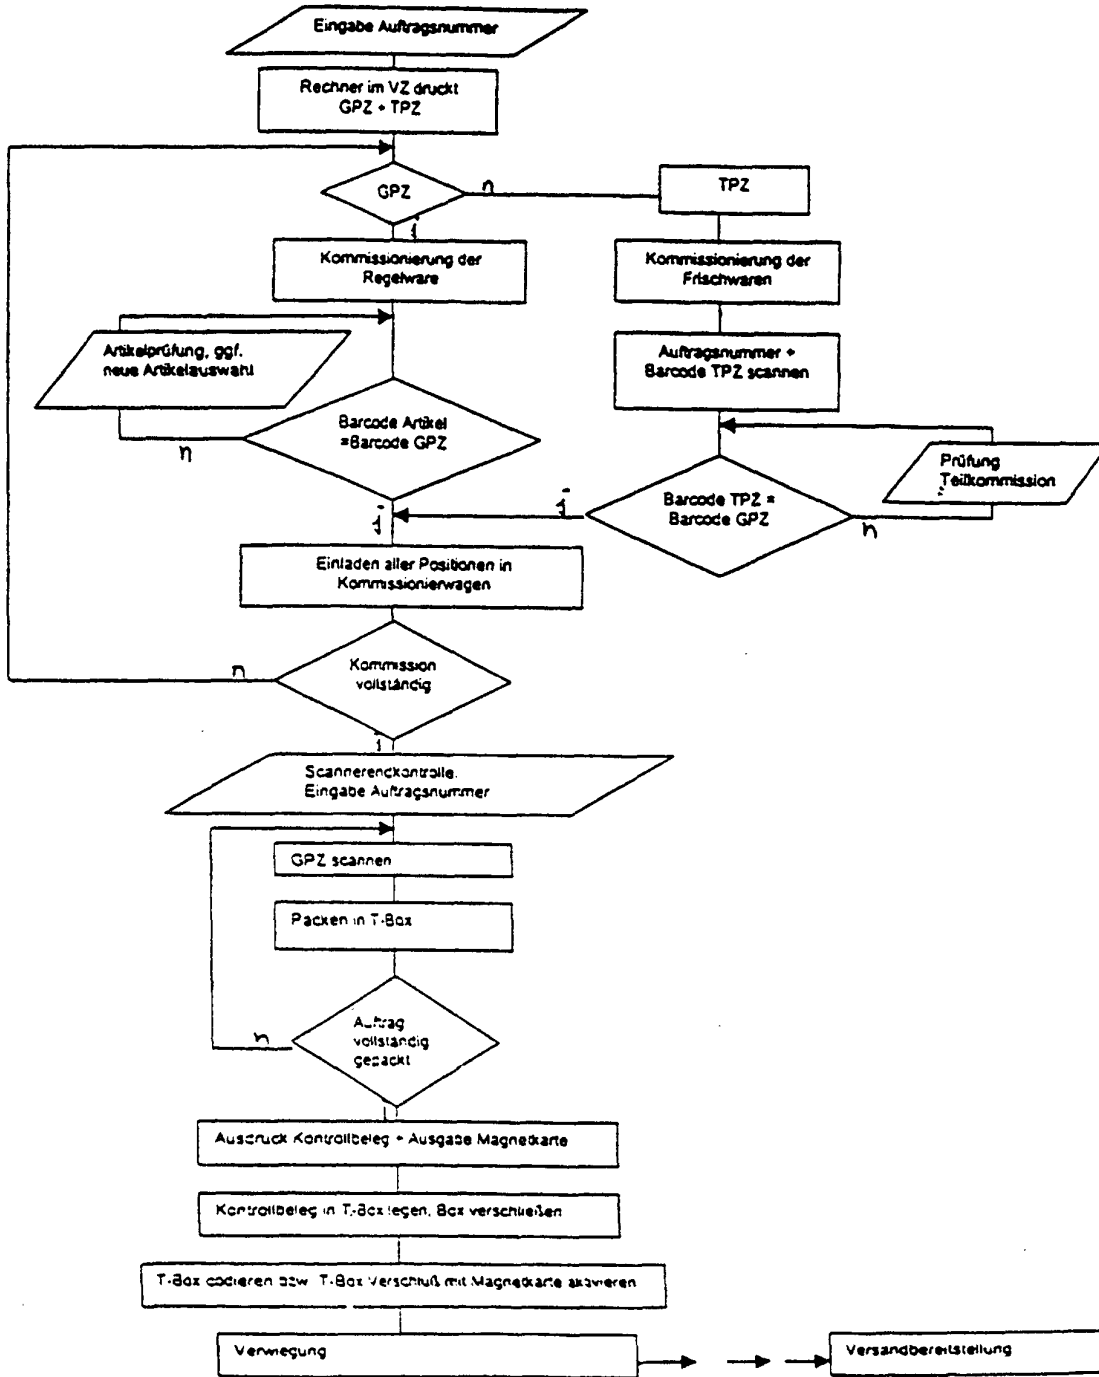 Eingabe Auftragsnummer
Rechner im VZ druckt
GPZ + TPZ
GPZ
n
TPZ
j
Kommissionierung der
Regelware
Kommissionierung der
Frischwaren
Artikelprüfung, ggf.
neue Artikelauswahl
Auftragsnummer +
Barcode TPZ scannen
Barcode Artikel
=Barcode GPZ
n
Prüfung
Teilkommission
Barcode TPZ =
Barcode GPZ
j
n
j
Einladen aller Positionen in
Kommissionierwagen
Kommission
vollständig
n
j
Scannerendkontrolle,
Eingabe Auftragsnummer
GPZ scannen
Packen in T-Box
Auftrag
vollständig
gepackt
n
Ausdruck Kontrollbeleg + Ausgabe Magnetkarte
Kontrollbeleg in T-Box legen, Box verschließen
T-Box codieren bzw. T-Box Verschluß mit Magnetkarte aktivieren
Verwiegung
Versandbereitstellung